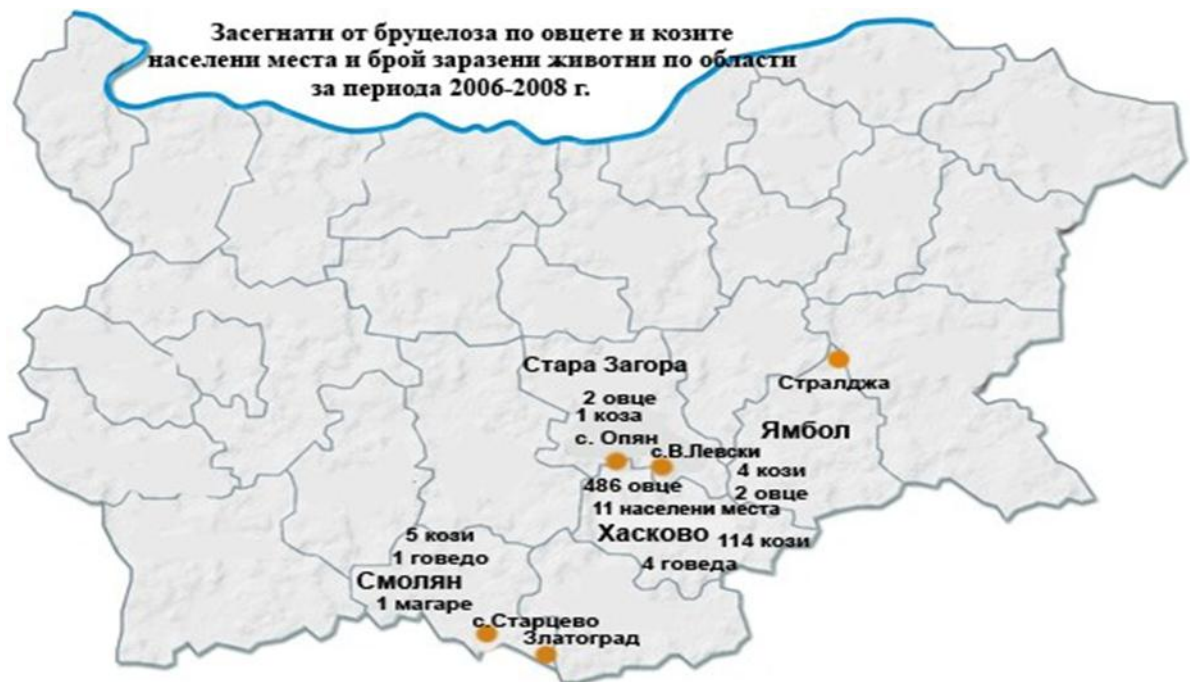 Засегнати от бруцелоза по овцете и козите
населени места и брой заразени животни по области
за периода 2006-2008 г.
Стара Загора
2 овце
1 коза
с. Опян
с.В.Левски
Стралджа
Ямбол
4 кози
2 овце
486 овце
11 населени места
Хасково
114 кози
4 говеда
5 кози
1 говедо
Смолян
1 магаре
с.Старцево
Златоград